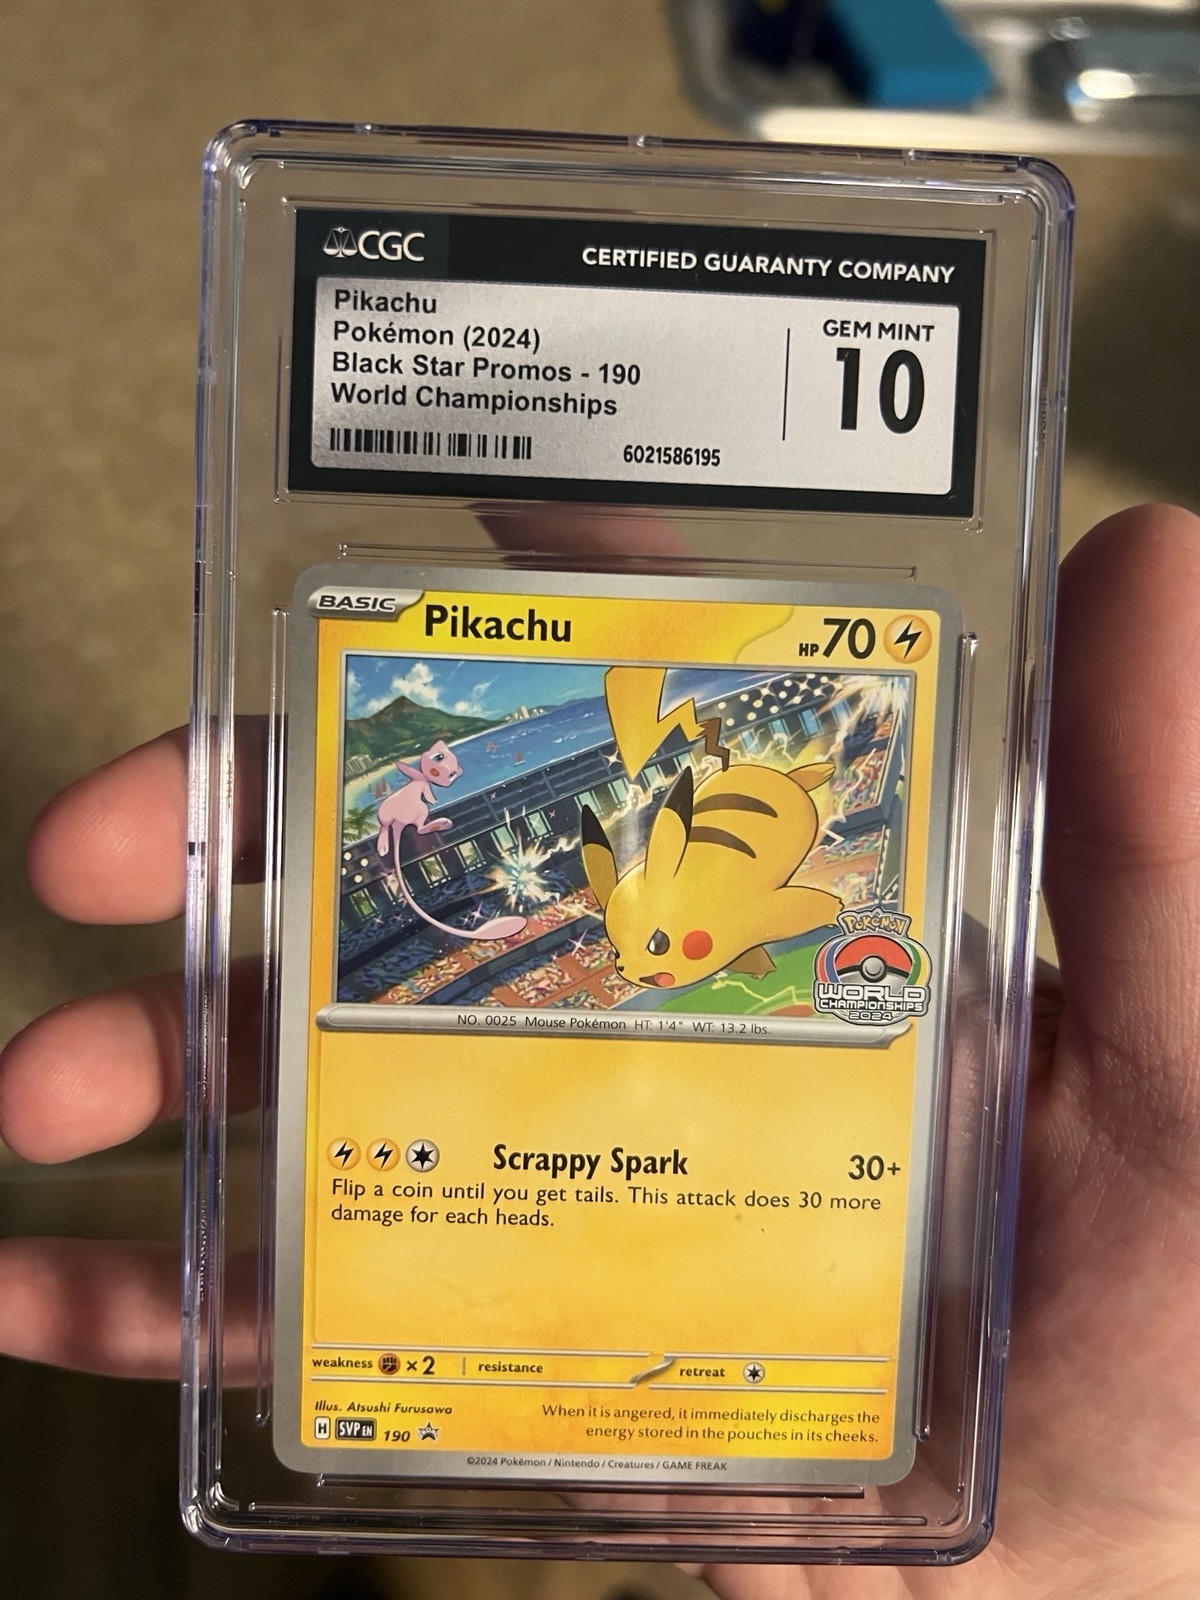 CGC
CERTIFIED GUARANTY COMPANY
Pikachu
Pokémon (2024)
Black Star Promos - 190
World Championships
GEM MINT
10
6021586195
BASIC
Pikachu
HP 70
POKéMON
WORLD
CHAMPIONSHIPS
2024
NO. 0025 Mouse Pokémon HT: 1'4" WT: 13.2 lbs.
Scrappy Spark
30+
Flip a coin until you get tails. This attack does 30 more
damage for each heads.
weakness ×2
resistance
retreat
Illus. Atsushi Furusawa
H SVP EN 190
When it is angered, it immediately discharges the
energy stored in the pouches in its cheeks.
©2024 Pokémon / Nintendo / Creatures / GAME FREAK